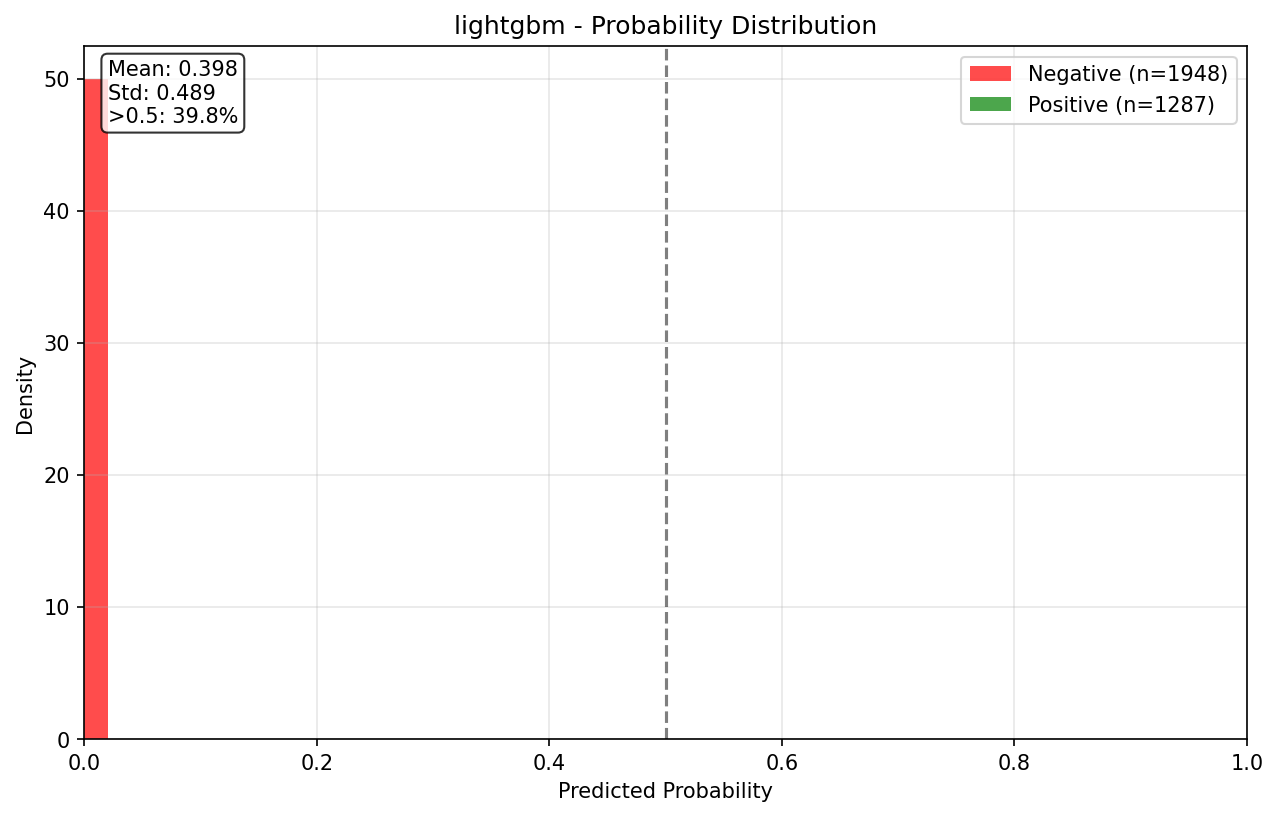 lightgbm - Probability Distribution
Mean: 0.398
Std: 0.489
>0.5: 39.8%
Negative (n=1948)
Positive (n=1287)
50
40
30
20
10
0
Density
0.0 0.2 0.4 0.6 0.8 1.0
Predicted Probability